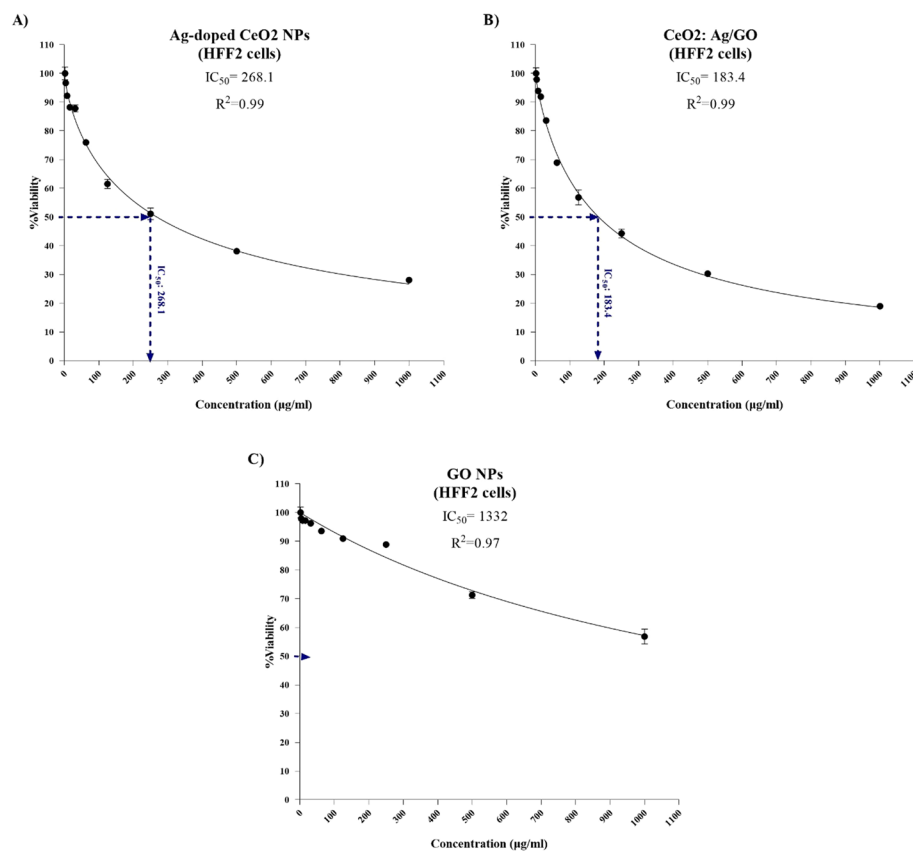 A)
Ag-doped CeO2 NPs
(HFF2 cells)
IC₅₀= 268.1
R²=0.99
110
100
90
80
70
60
50
40
30
20
10
0
%Viability
IC₅₀: 268.1
0 100 200 300 400 500 600 700 800 900 1000 1100
Concentration (µg/ml)
B)
CeO2: Ag/GO
(HFF2 cells)
IC₅₀= 183.4
R²=0.99
110
100
90
80
70
60
50
40
30
20
10
0
%Viability
IC₅₀: 183.4
0 100 200 300 400 500 600 700 800 900 1000 1100
Concentration (µg/ml)
C)
GO NPs
(HFF2 cells)
IC₅₀= 1332
R²=0.97
110
100
90
80
70
60
50
40
30
20
10
0
%Viability
0 100 200 300 400 500 600 700 800 900 1000 1100
Concentration (µg/ml)